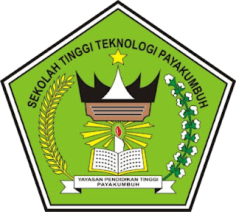 SEKOLAH TINGGI TEKNOLOGI PAYAKUMBUH
YAYASAN PENDIDIKAN TINGGI
PAYAKUMBUH